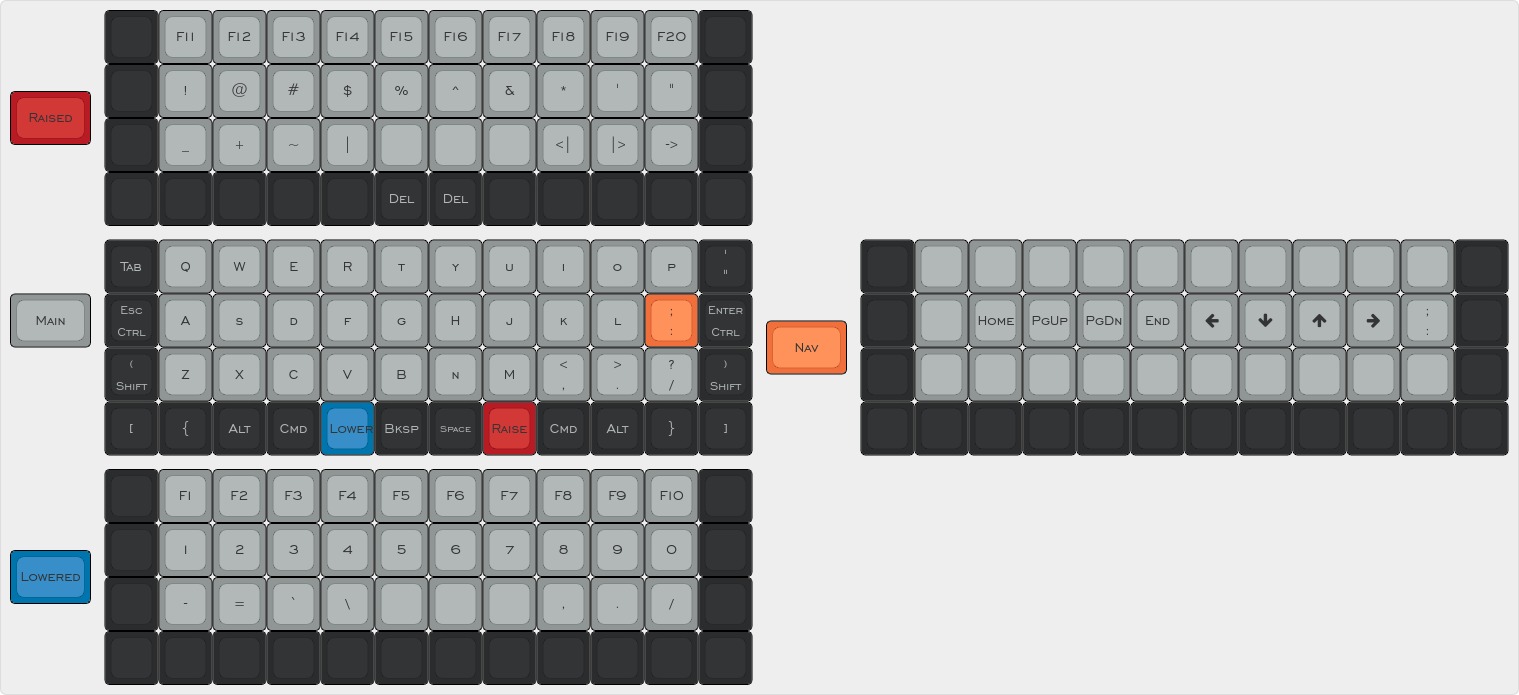 F11 F12 F13 F14 F15 F16 F17 F18 F19 F20
! @ # $ % ^ & * ' "
Raised
_ + ~ | <| |> ->
Del Del
Tab Q W E R T Y U I O P ' "
Esc Ctrl A S D F G H J K L ; : Enter Ctrl
Main
( Shift Z X C V B N M < , > . ? / ) Shift
[ { Alt Cmd Lower Bksp Space Raise Cmd Alt } ]
Nav
Home PgUp PgDn End ← ↓ ↑ → ; :
F1 F2 F3 F4 F5 F6 F7 F8 F9 F10
1 2 3 4 5 6 7 8 9 0
Lowered
- = ` \ , . /